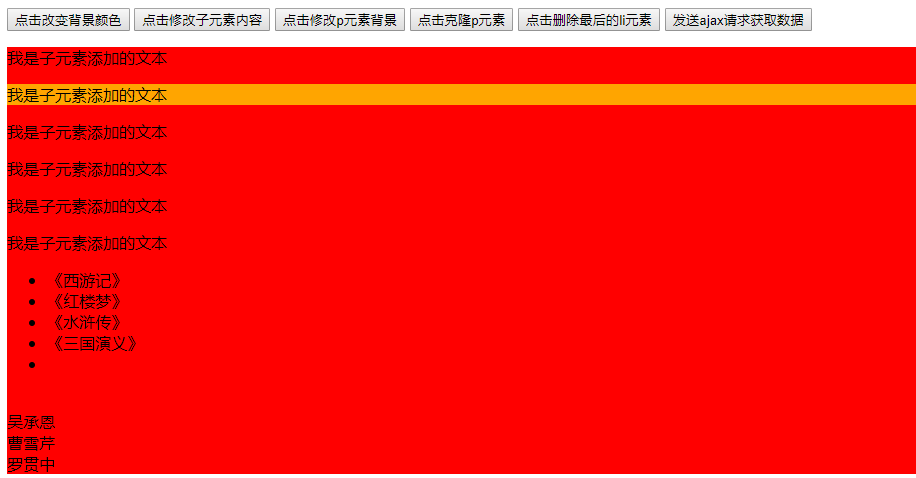 点击改变背景颜色 点击修改子元素内容 点击修改p元素背景 点击克隆p元素 点击删除最后的li元素 发送ajax请求获取数据
我是子元素添加的文本
我是子元素添加的文本
我是子元素添加的文本
我是子元素添加的文本
我是子元素添加的文本
我是子元素添加的文本
《西游记》
《红楼梦》
《水浒传》
《三国演义》
吴承恩
曹雪芹
罗贯中